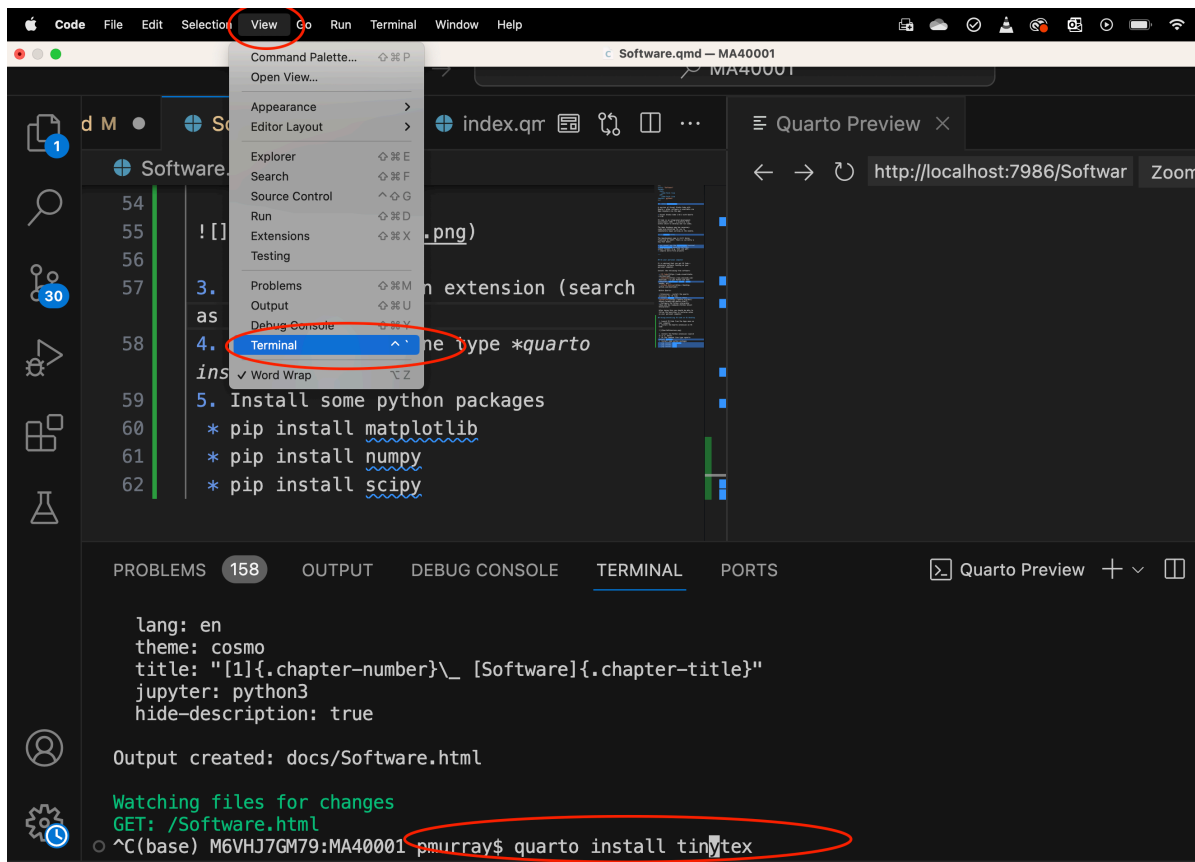 Code File Edit Selection View Go Run Terminal Window Help
Software.qmd — MA40001
MA40001
d M index.qm
Quarto Preview
Software.
http://localhost:7986/Softwar Zoom
Command Palette... ⇧⌘P
Open View...
Appearance
Editor Layout
Explorer ⇧⌘E
Search ⇧⌘F
Source Control ^⇧G
Run ⇧⌘D
Extensions ⇧⌘X
Testing
Problems ⇧⌘M
Output ⇧⌘U
Debug Console ⇧⌘Y
Terminal ^`
✓ Word Wrap ⌥Z
1
30
54
55 ![] .png)
56
57 3. n extension (search
as
58 4. he type *quarto
ins
59 5. Install some python packages
60 * pip install matplotlib
61 * pip install numpy
62 * pip install scipy
PROBLEMS 158 OUTPUT DEBUG CONSOLE TERMINAL PORTS Quarto Preview
lang: en
theme: cosmo
title: "[1]{.chapter-number}\_ [Software]{.chapter-title}"
jupyter: python3
hide-description: true
Output created: docs/Software.html
Watching files for changes
GET: /Software.html
^C(base) M6VHJ7GM79:MA40001 pmurray$ quarto install tinytex